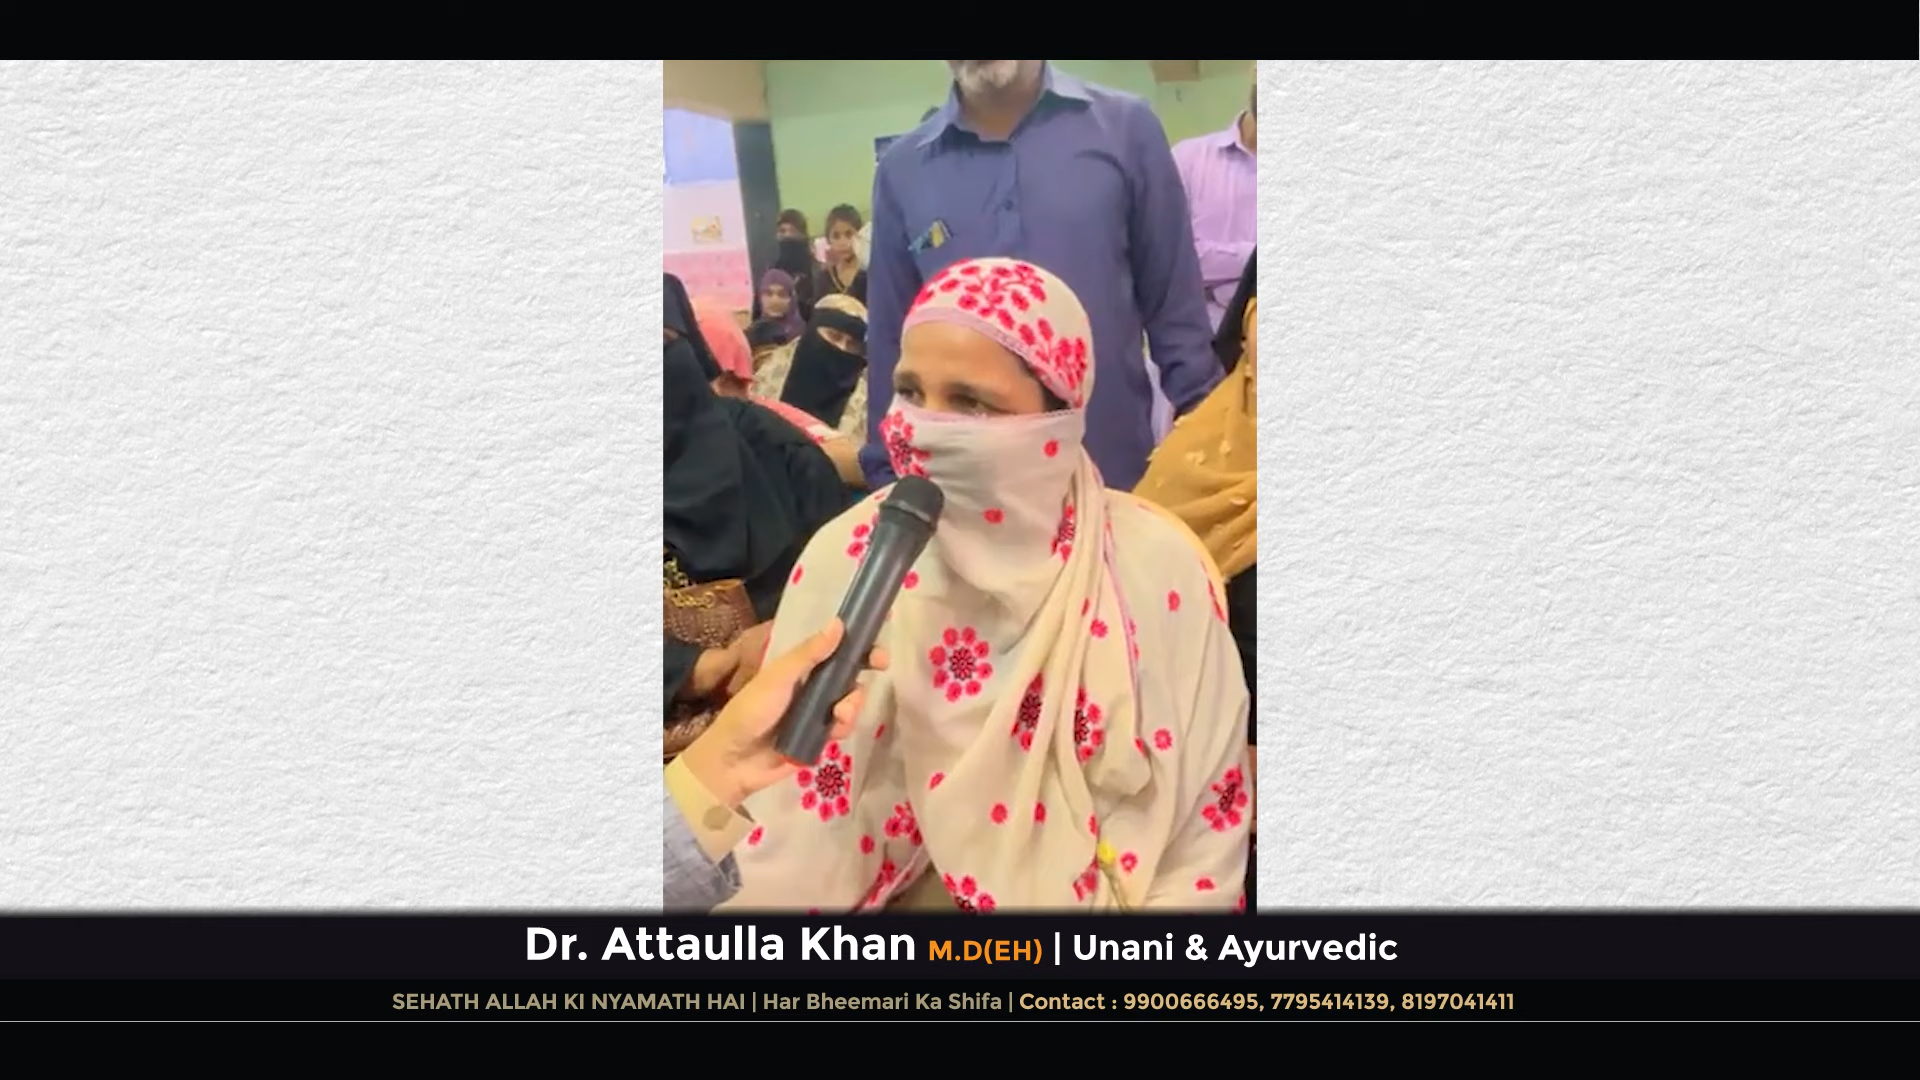 Dr. Attaulla Khan M.D(EH) | Unani & Ayurvedic
SEHATH ALLAH KI NYAMATH HAI | Har Bheemari Ka Shifa | Contact : 9900666495, 7795414139, 8197041411